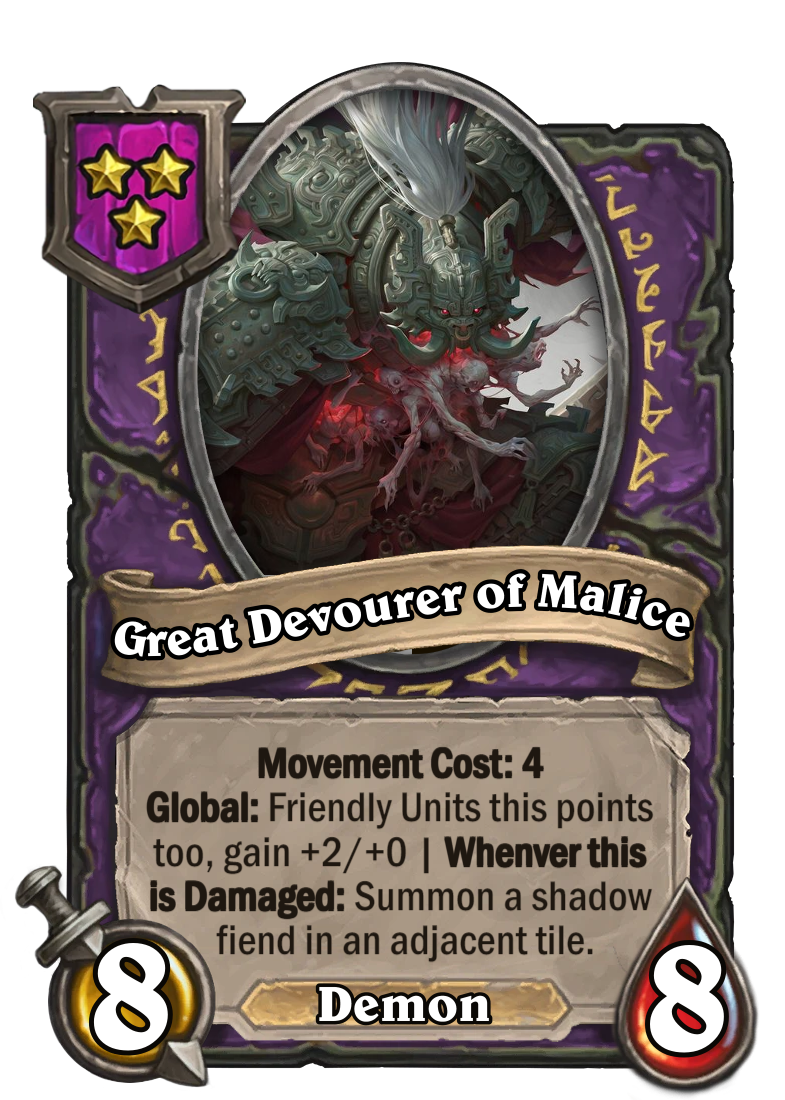 Great Devourer of Malice
Movement Cost: 4
Global: Friendly Units this points
too, gain +2/+0 | Whenver this
is Damaged: Summon a shadow
fiend in an adjacent tile.
8
Demon
8